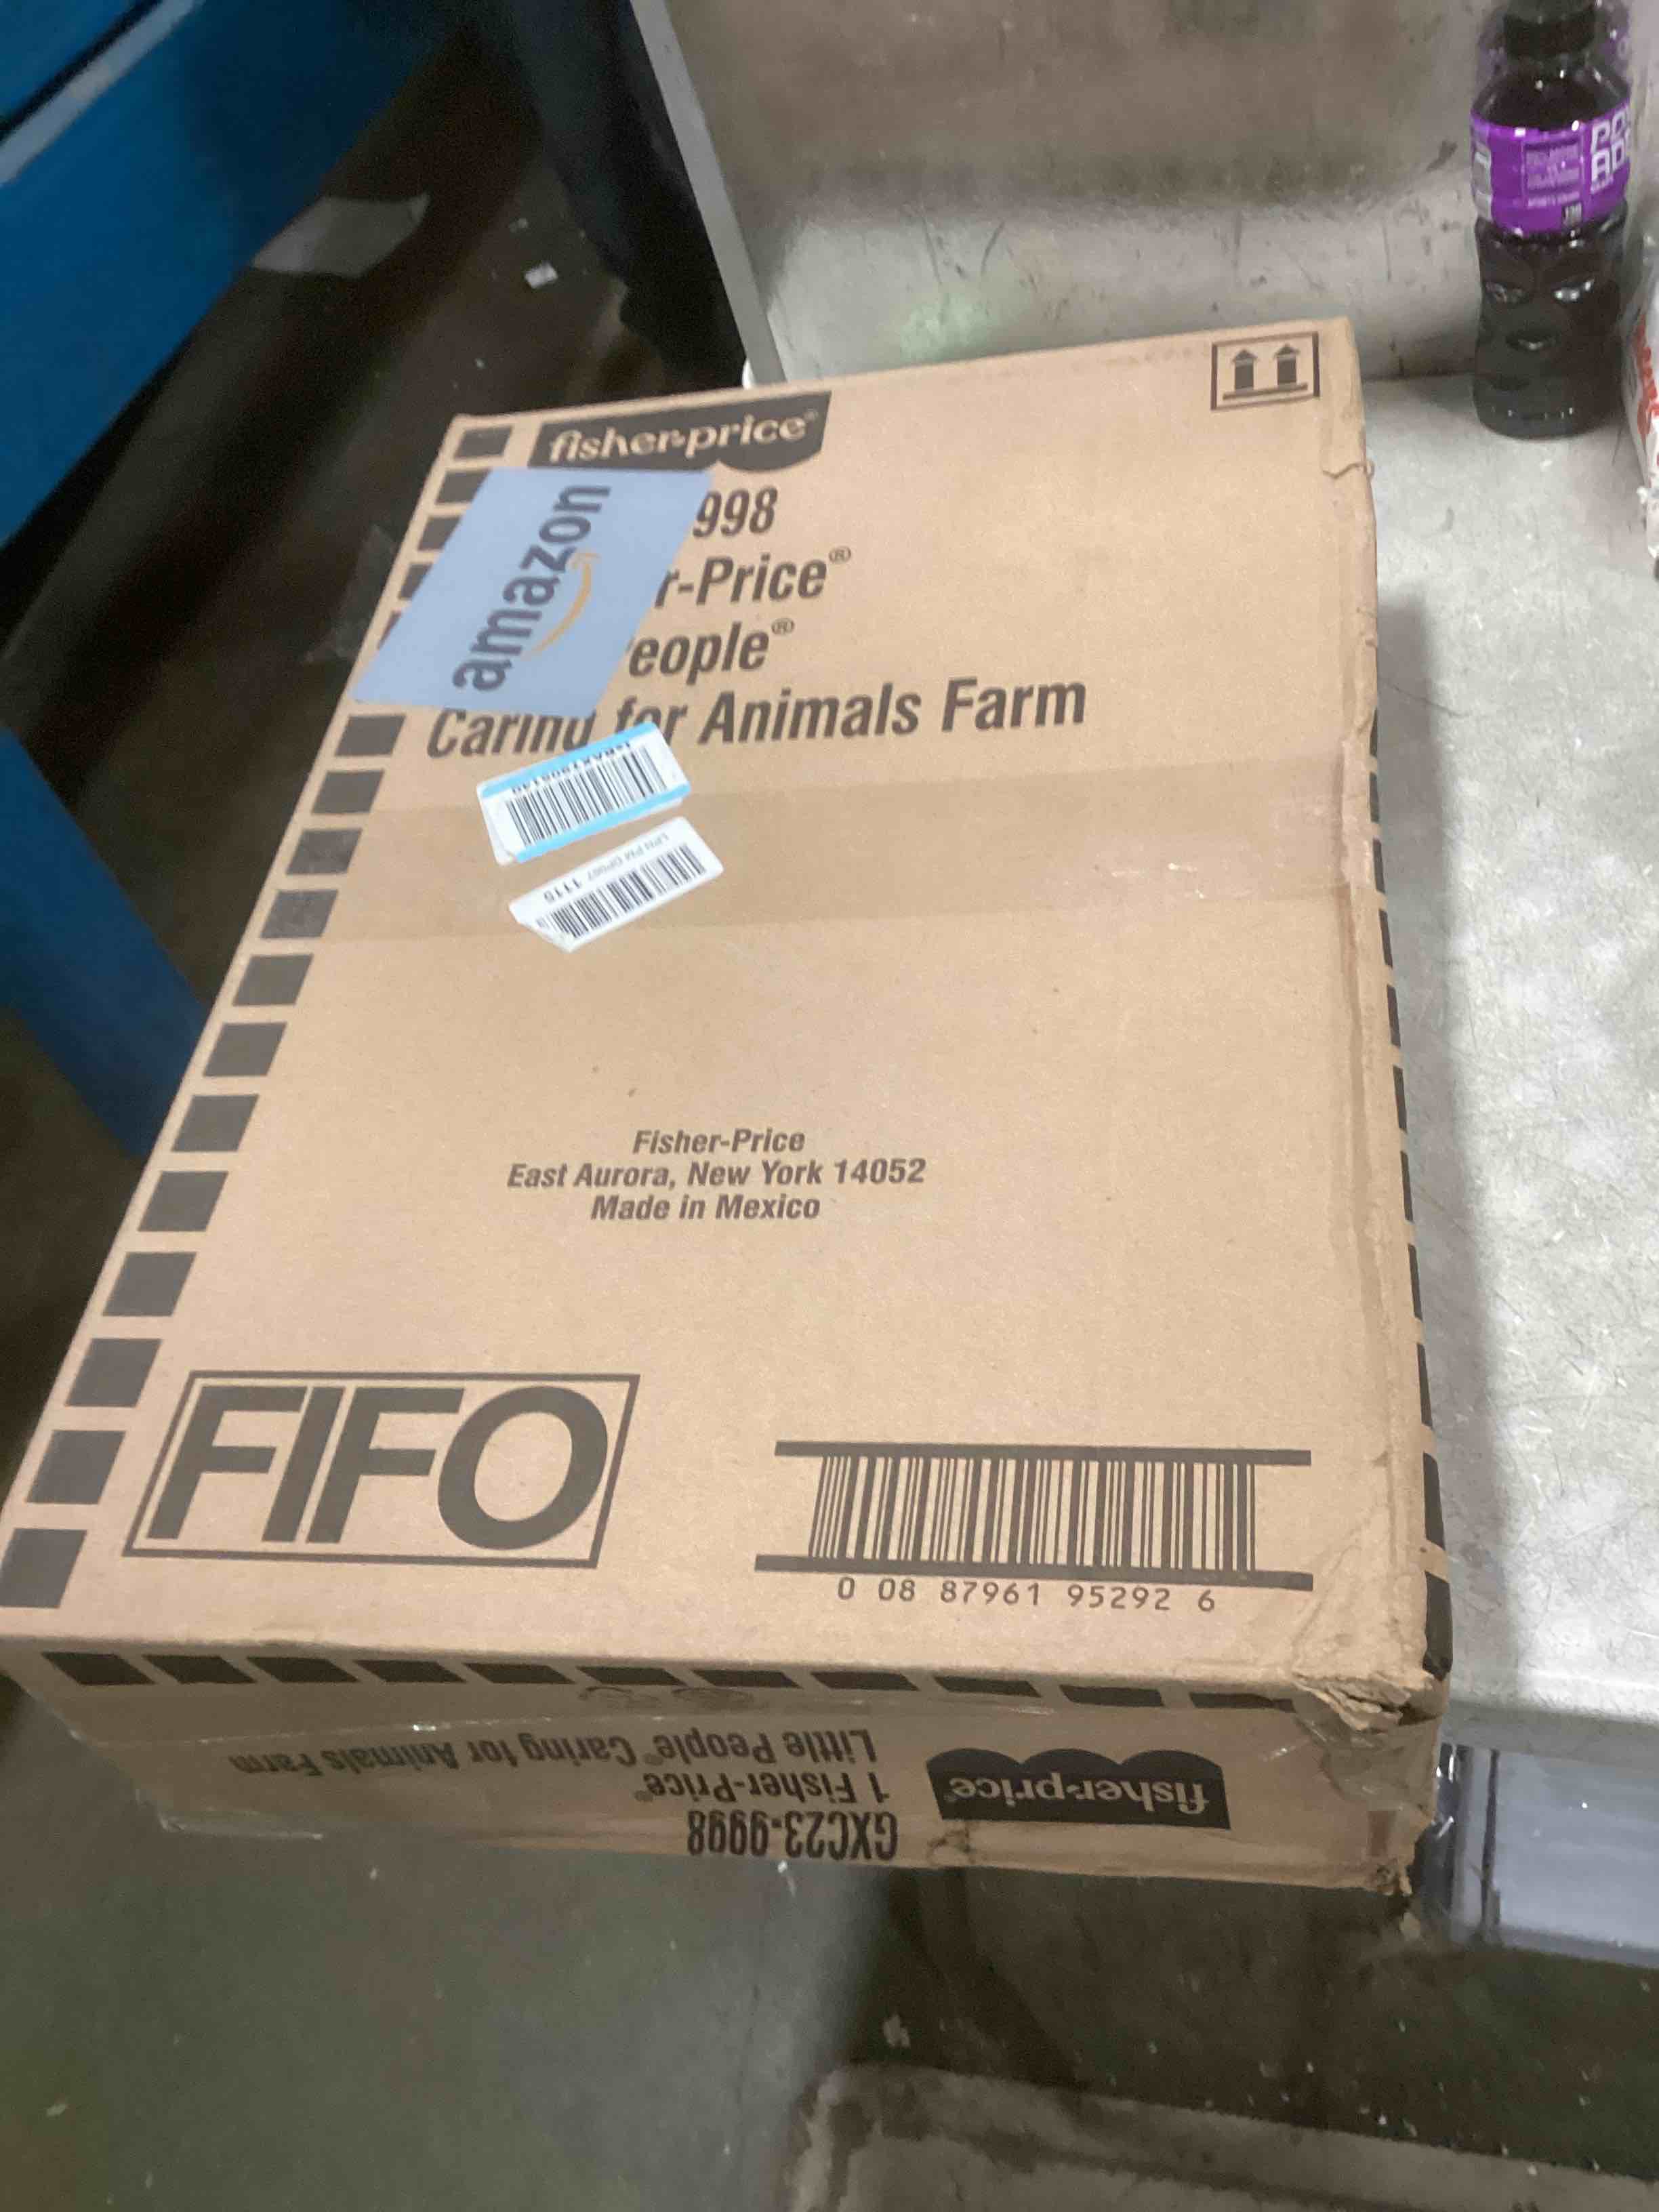 fisher-price®
998
r-Price®
eople®
Caring for Animals Farm
amazon
1115
Fisher-Price
East Aurora, New York 14052
Made in Mexico
FIFO
0 08 87961 95292 6
fisher-price®
GXC23-9998
1 Fisher-Price®
Little People® Caring for Animals Farm